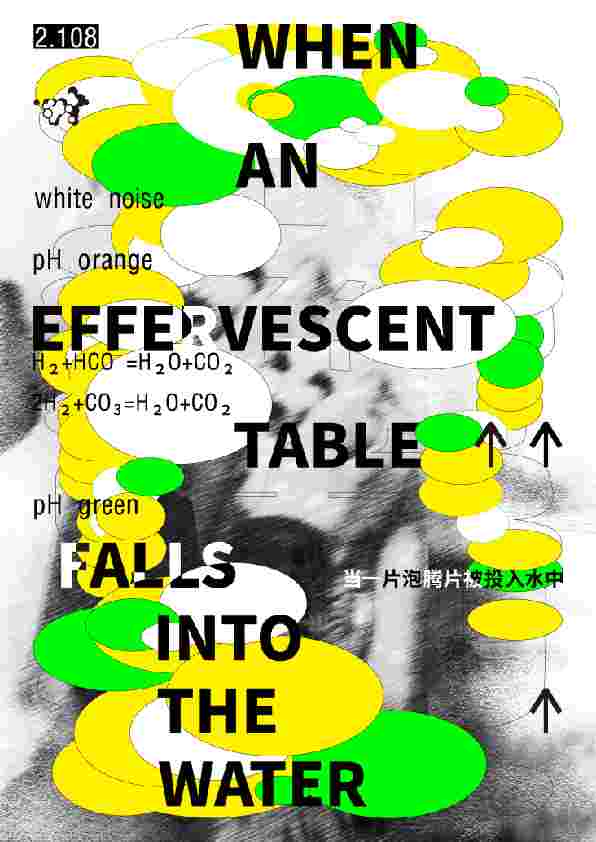 2.108
WHEN
AN
white noise
pH orange
EFFERVESCENT
H₂+HCO =H₂O+CO₂
2H₂+CO₃=H₂O+CO₂
TABLE ↑ ↑
pH green
FALLS
当一片泡腾片被投入水中
INTO
THE
↑
WATER